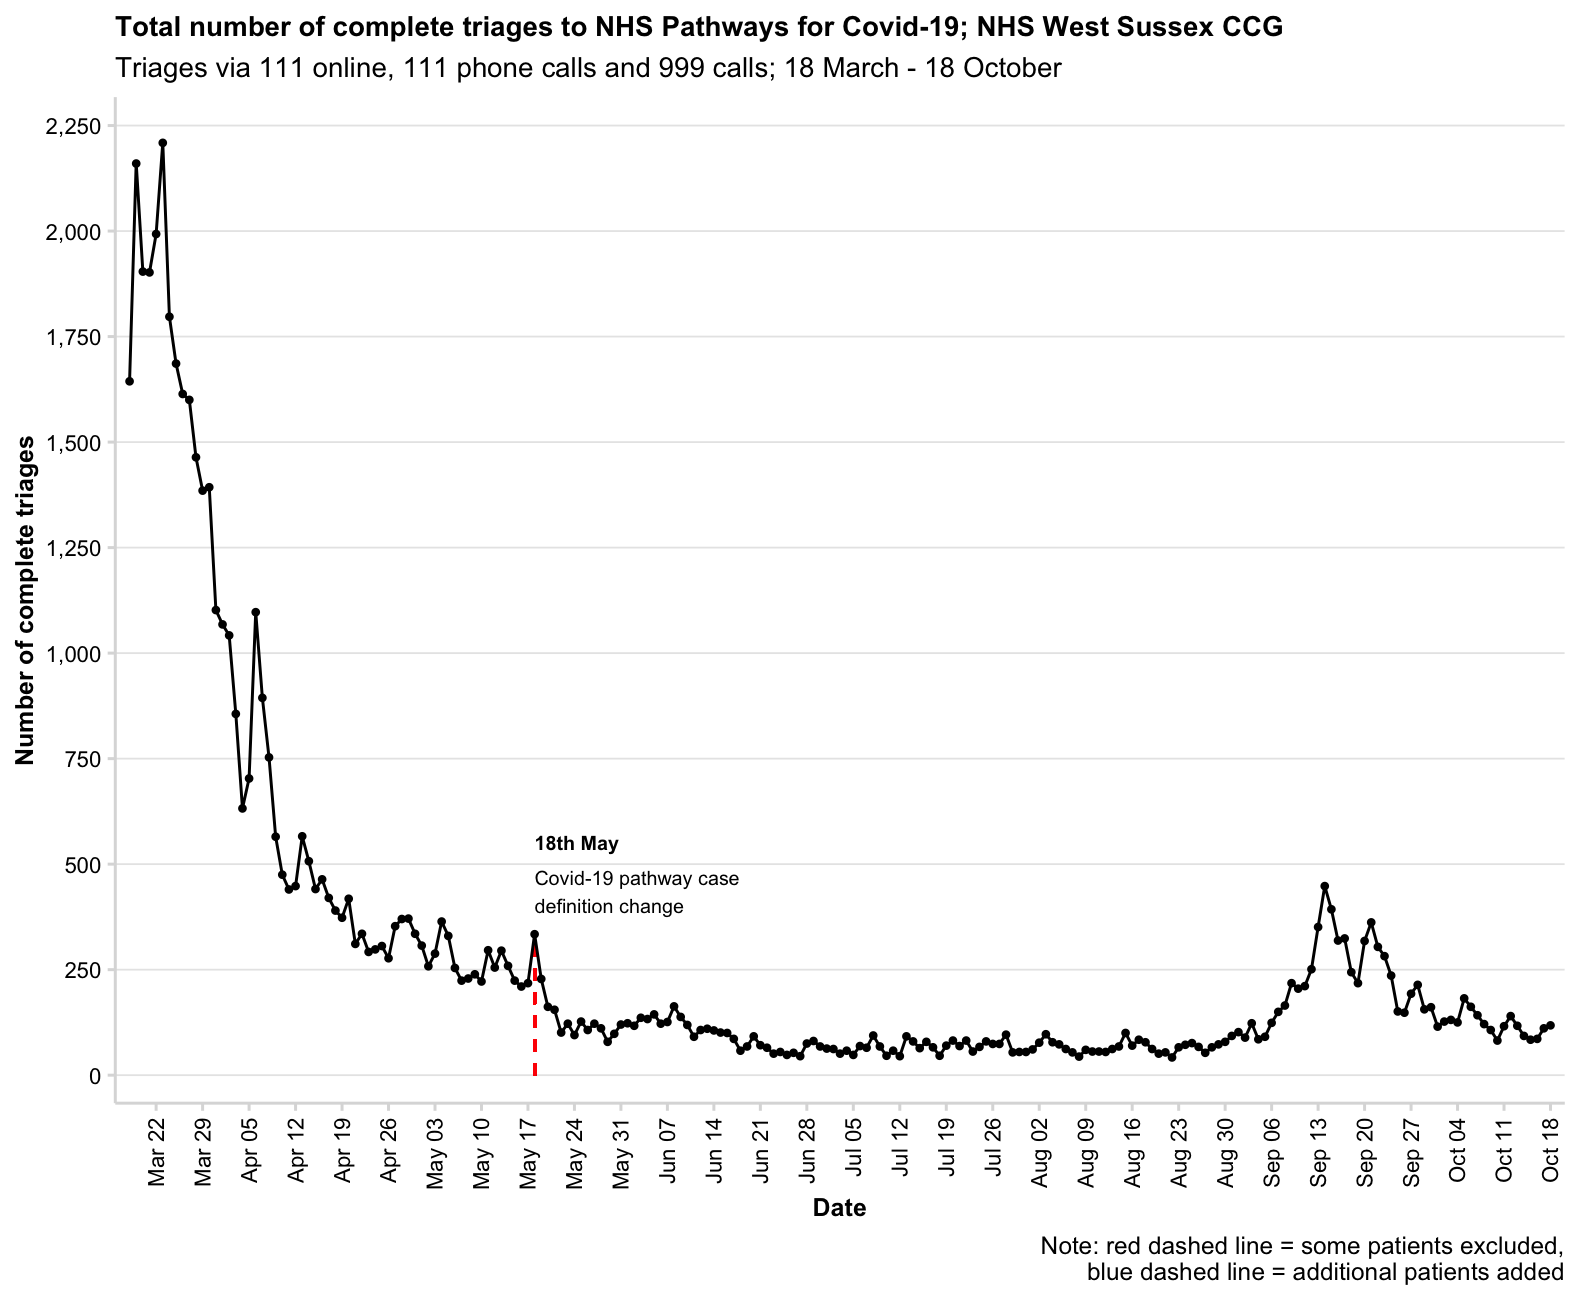 Total number of complete triages to NHS Pathways for Covid-19; NHS West Sussex CCG
Triages via 111 online, 111 phone calls and 999 calls; 18 March - 18 October
Number of complete triages
2,250
2,000
1,750
1,500
1,250
1,000
750
500
250
0
18th May
Covid-19 pathway case
definition change
Mar 22
Mar 29
Apr 05
Apr 12
Apr 19
Apr 26
May 03
May 10
May 17
May 24
May 31
Jun 07
Jun 14
Jun 21
Jun 28
Jul 05
Jul 12
Jul 19
Jul 26
Aug 02
Aug 09
Aug 16
Aug 23
Aug 30
Sep 06
Sep 13
Sep 20
Sep 27
Oct 04
Oct 11
Oct 18
Date
Note: red dashed line = some patients excluded,
blue dashed line = additional patients added